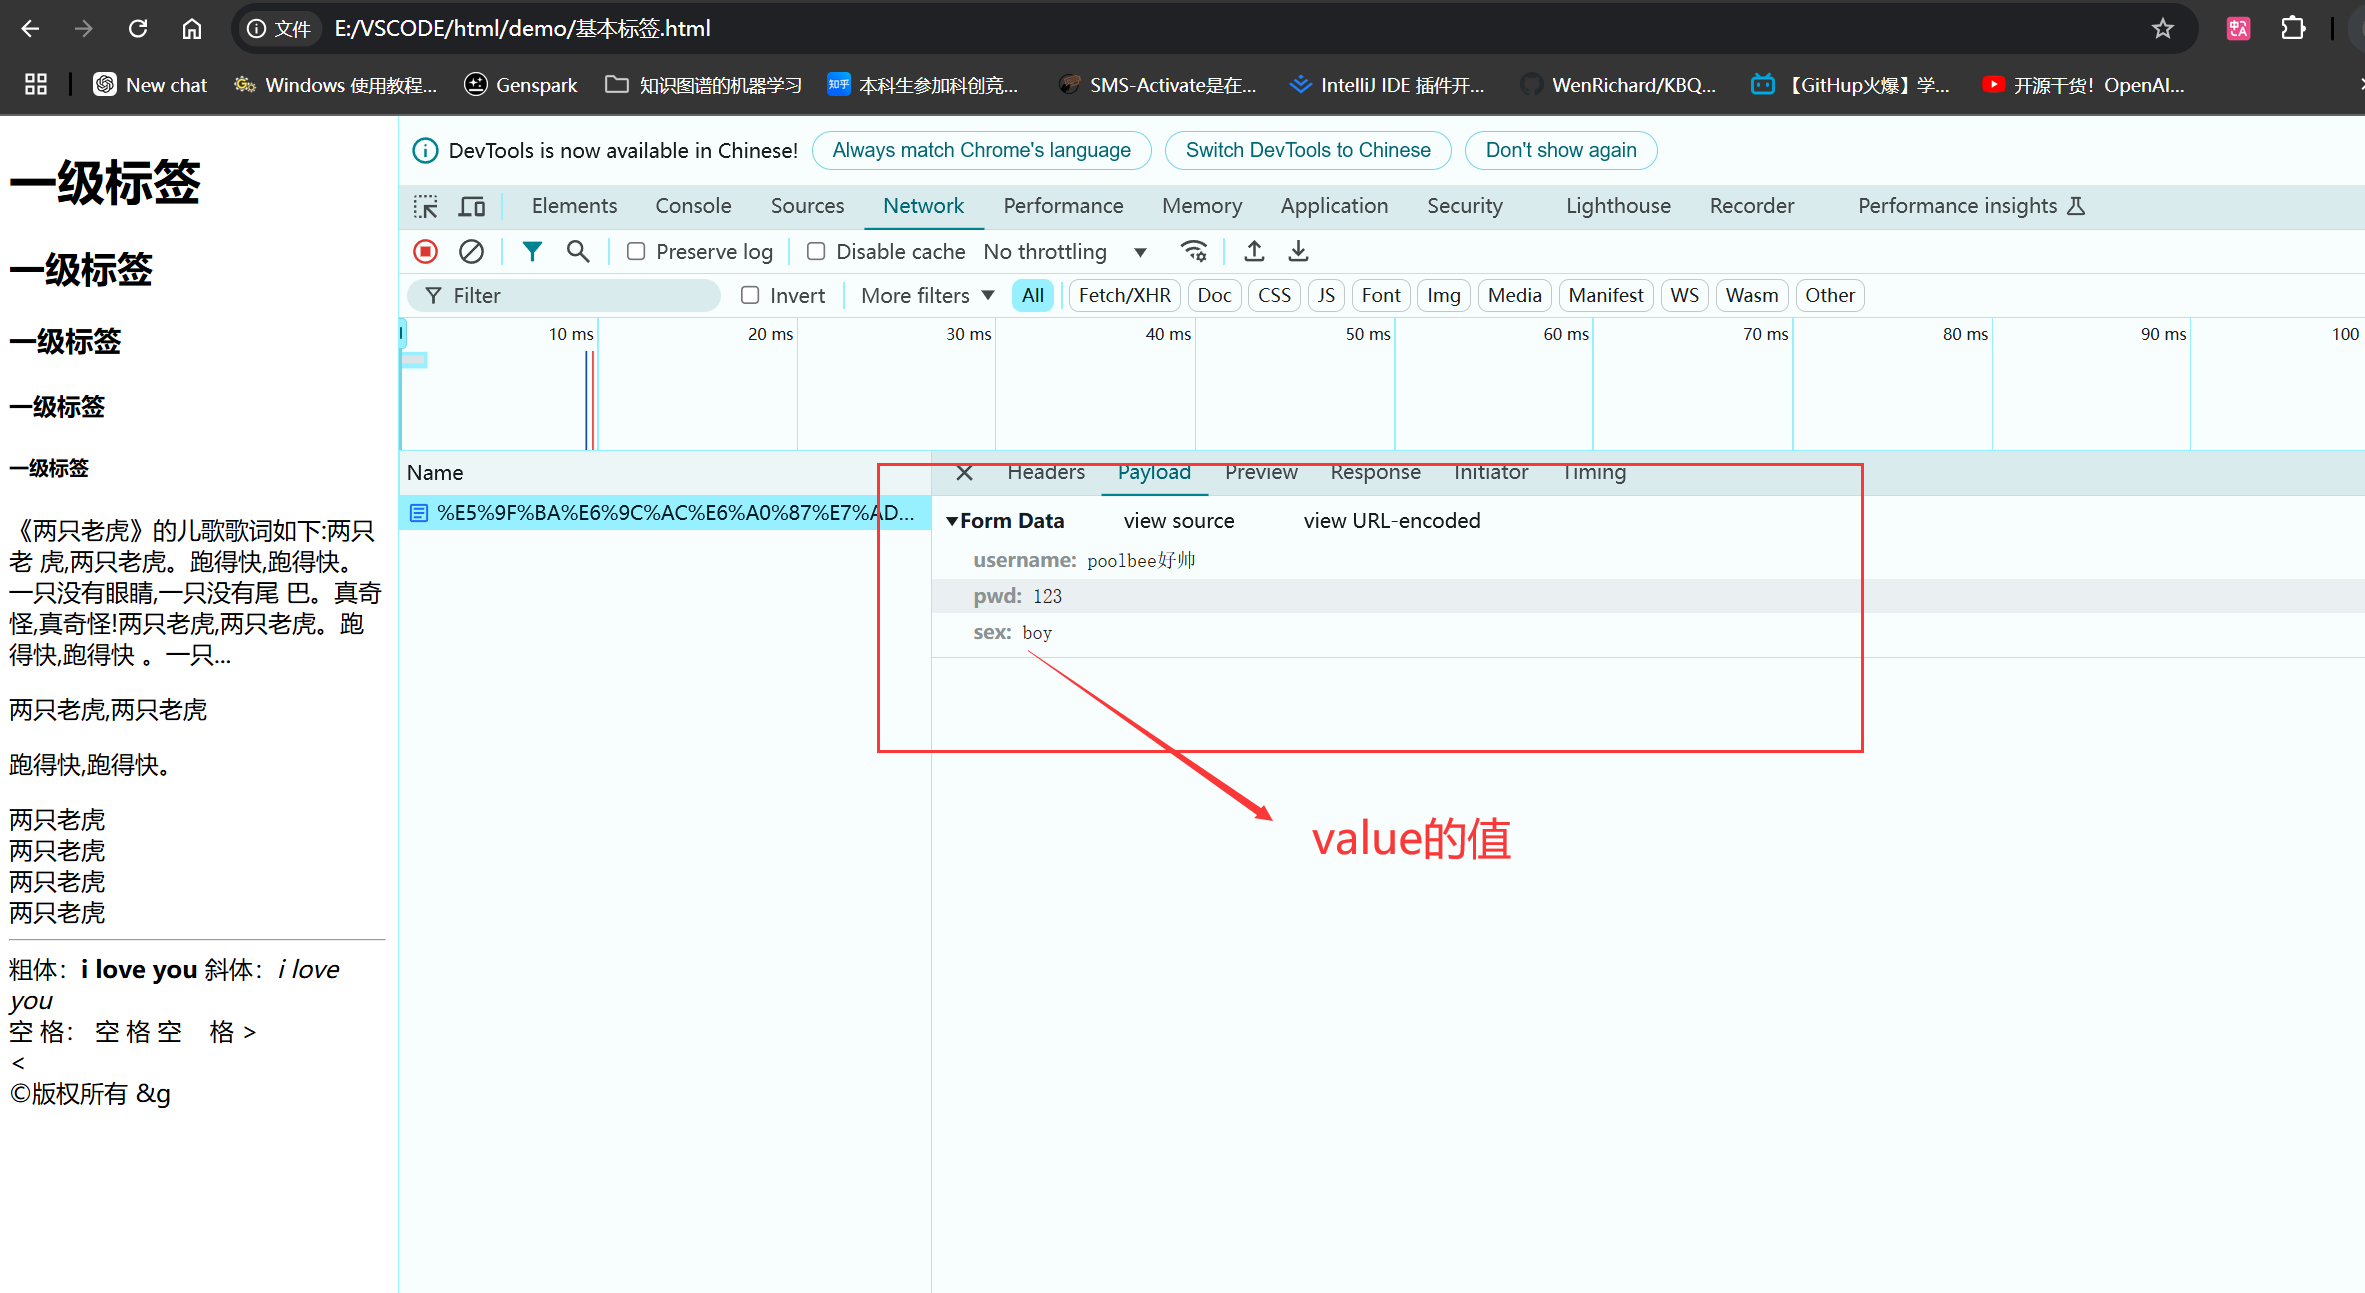 文件 E:/VSCODE/html/demo/基本标签.html
New chat Windows 使用教程... Genspark 知识图谱的机器学习 知乎 本科生参加科创竞... SMS-Activate是在... IntelliJ IDE 插件开... WenRichard/KBQ... 【GitHup火爆】学... 开源干货！OpenAI...
一级标签
一级标签
一级标签
一级标签
一级标签
《两只老虎》的儿歌歌词如下:两只
老 虎,两只老虎。跑得快,跑得快。
一只没有眼睛,一只没有尾 巴。真奇
怪,真奇怪!两只老虎,两只老虎。跑
得快,跑得快 。一只...
两只老虎,两只老虎
跑得快,跑得快。
两只老虎
两只老虎
两只老虎
两只老虎
粗体：i love you 斜体：i love
you
空 格： 空 格 空 格 >
<
©版权所有 &g
DevTools is now available in Chinese! Always match Chrome's language Switch DevTools to Chinese Don't show again
Elements Console Sources Network Performance Memory Application Security Lighthouse Recorder Performance insights
Preserve log Disable cache No throttling
Filter Invert More filters All Fetch/XHR Doc CSS JS Font Img Media Manifest WS Wasm Other
10 ms 20 ms 30 ms 40 ms 50 ms 60 ms 70 ms 80 ms 90 ms 100
Name
%E5%9F%BA%E6%9C%AC%E6%A0%87%E7%AD...
Headers Payload Preview Response Initiator Timing
Form Data view source view URL-encoded
username: poolbee好帅
pwd: 123
sex: boy
value的值